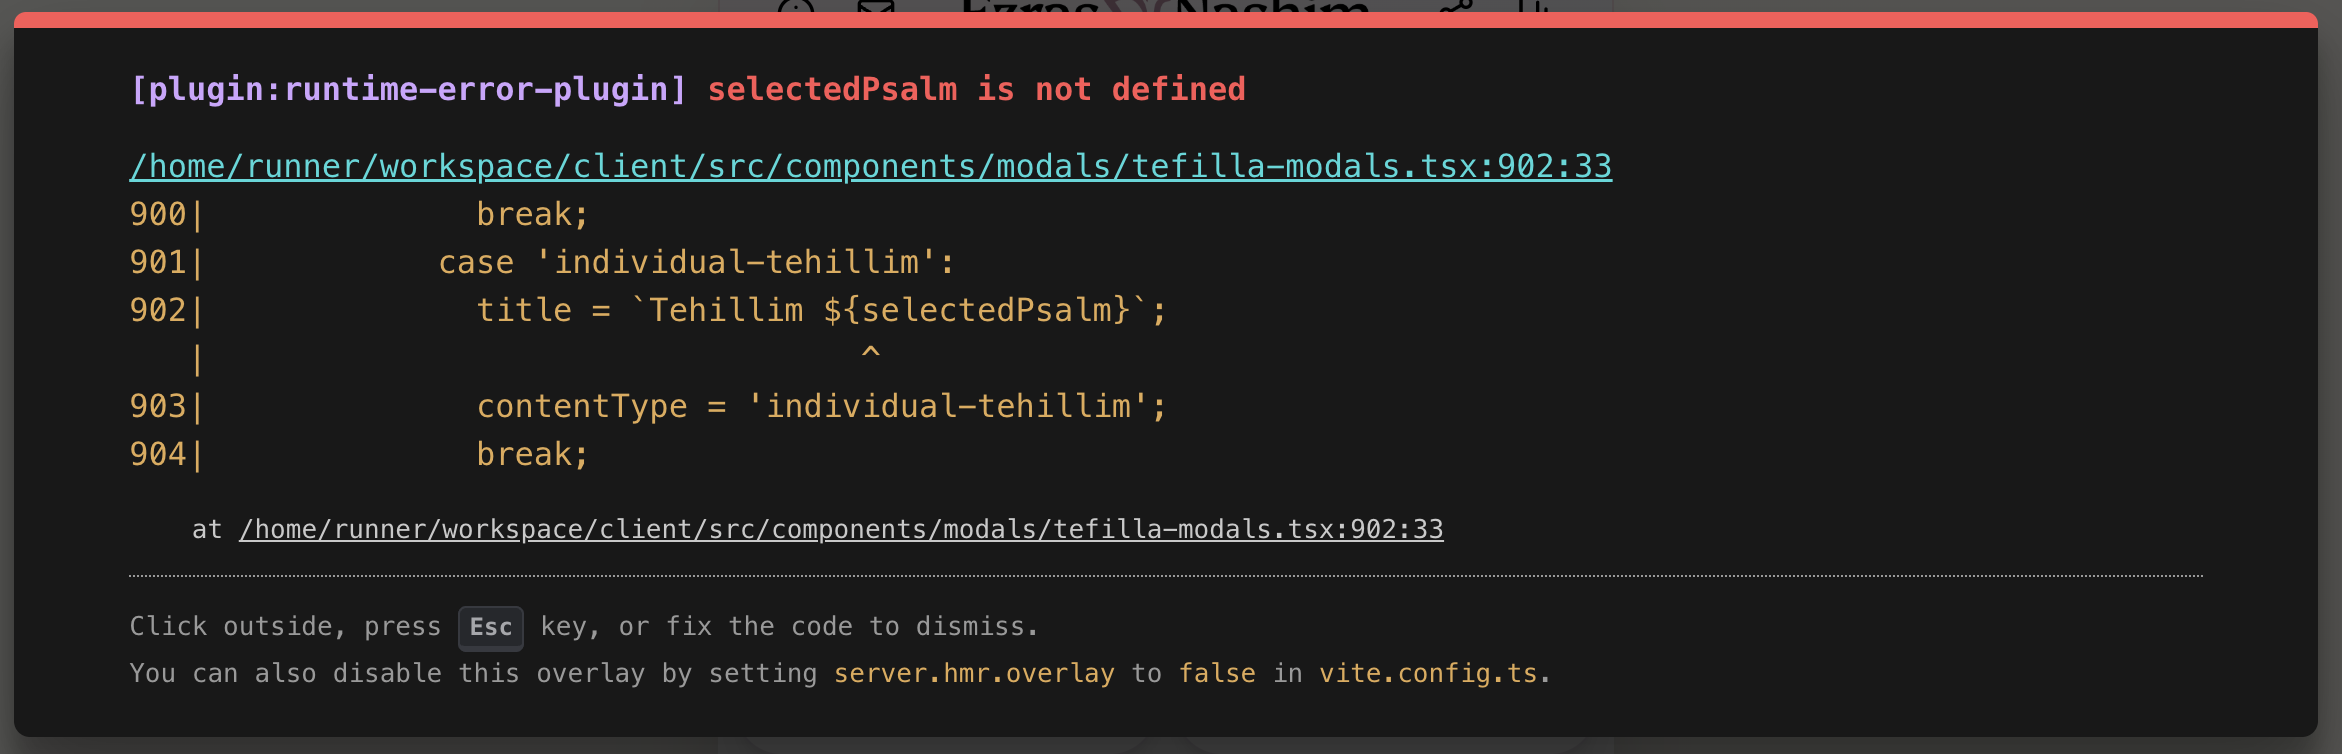 Ezras Nashim
[plugin:runtime-error-plugin] selectedPsalm is not defined
/home/runner/workspace/client/src/components/modals/tefilla-modals.tsx:902:33
900|              break;
901|            case 'individual-tehillim':
902|              title = `Tehillim ${selectedPsalm}`;
   |                                  ^
903|              contentType = 'individual-tehillim';
904|              break;
at /home/runner/workspace/client/src/components/modals/tefilla-modals.tsx:902:33
Click outside, press Esc key, or fix the code to dismiss.
You can also disable this overlay by setting server.hmr.overlay to false in vite.config.ts.